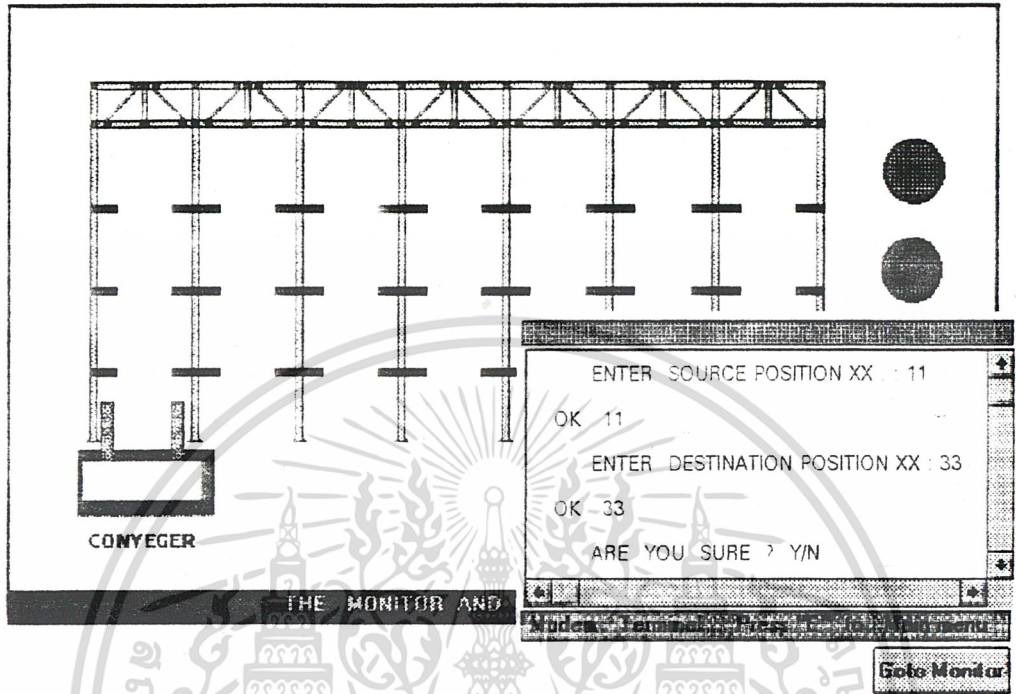 ENTER SOURCE POSITION XX : 11
OK 11
ENTER DESTINATION POSITION XX : 33
OK 33
ARE YOU SURE ? Y/N
CONYEGER
THE MONITOR AND
Goto Monitor